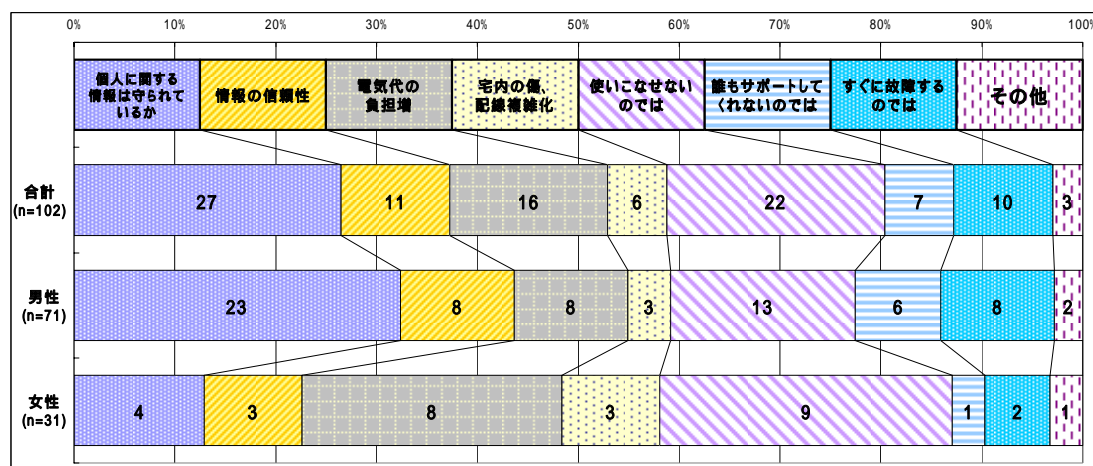 0% 10% 20% 30% 40% 50% 60% 70% 80% 90% 100%
個人に関する
情報は守られて
いるか
情報の信頼性
電気代の
負担増
宅内の傷、
配線複雑化
使いこなせない
のでは
誰もサポートして
くれないのでは
すぐに故障する
のでは
その他
合計
(n=102)
27 11 16 6 22 7 10 3
男性
(n=71)
23 8 8 3 13 6 8 2
女性
(n=31)
4 3 8 3 9 1 2 1